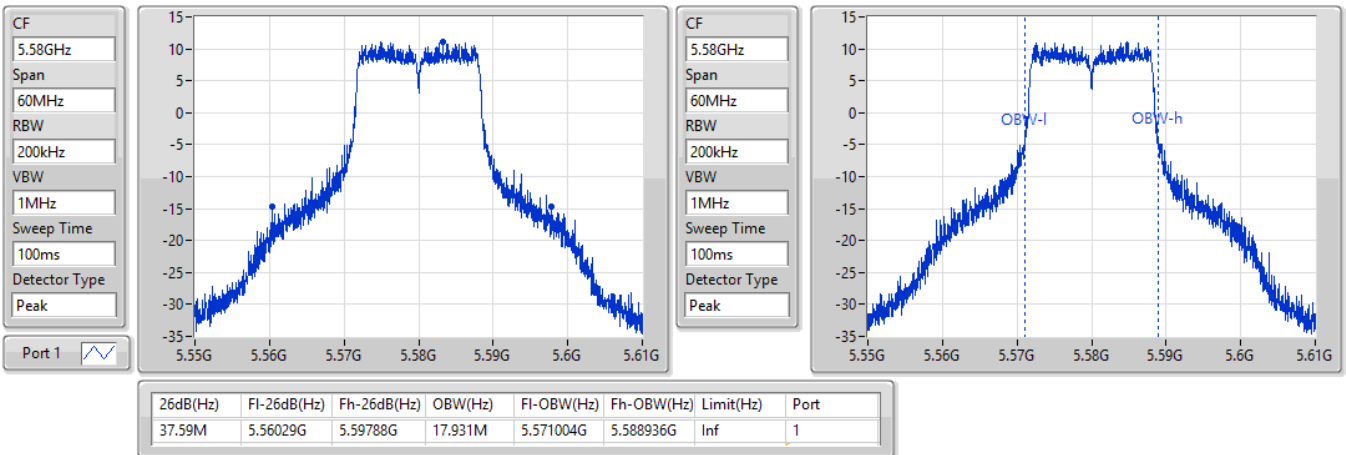 CF
5.58GHz
Span
60MHz
RBW
200kHz
VBW
1MHz
Sweep Time
100ms
Detector Type
Peak
Port 1
15
10
5
0
-5
-10
-15
-20
-25
-30
-35
5.55G 5.56G 5.57G 5.58G 5.59G 5.6G 5.61G
CF
5.58GHz
Span
60MHz
RBW
200kHz
VBW
1MHz
Sweep Time
100ms
Detector Type
Peak
15
10
5
0
-5
-10
-15
-20
-25
-30
-35
OBW-l OBW-h
5.55G 5.56G 5.57G 5.58G 5.59G 5.6G 5.61G
26dB(Hz) Fl-26dB(Hz) Fh-26dB(Hz) OBW(Hz) Fl-OBW(Hz) Fh-OBW(Hz) Limit(Hz) Port
37.59M 5.56029G 5.59788G 17.931M 5.571004G 5.588936G Inf 1